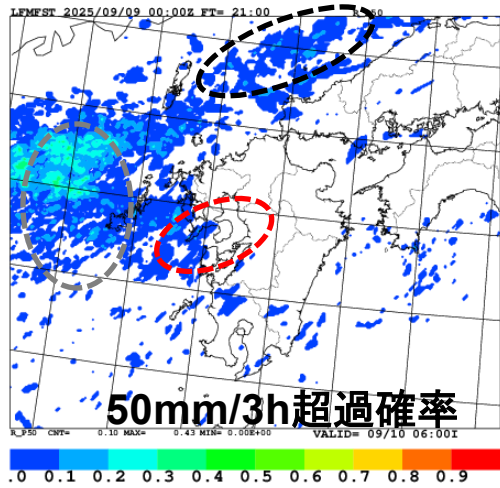 LFMFST 2025/09/09 00:00Z FT= 21:00
50mm/3h超過確率
R_P50 CNT= 0.10 MAX= 0.43 MIN= 0.00E+00 VALID= 09/10 06:00I
.0 0.1 0.2 0.3 0.4 0.5 0.6 0.7 0.8 0.9